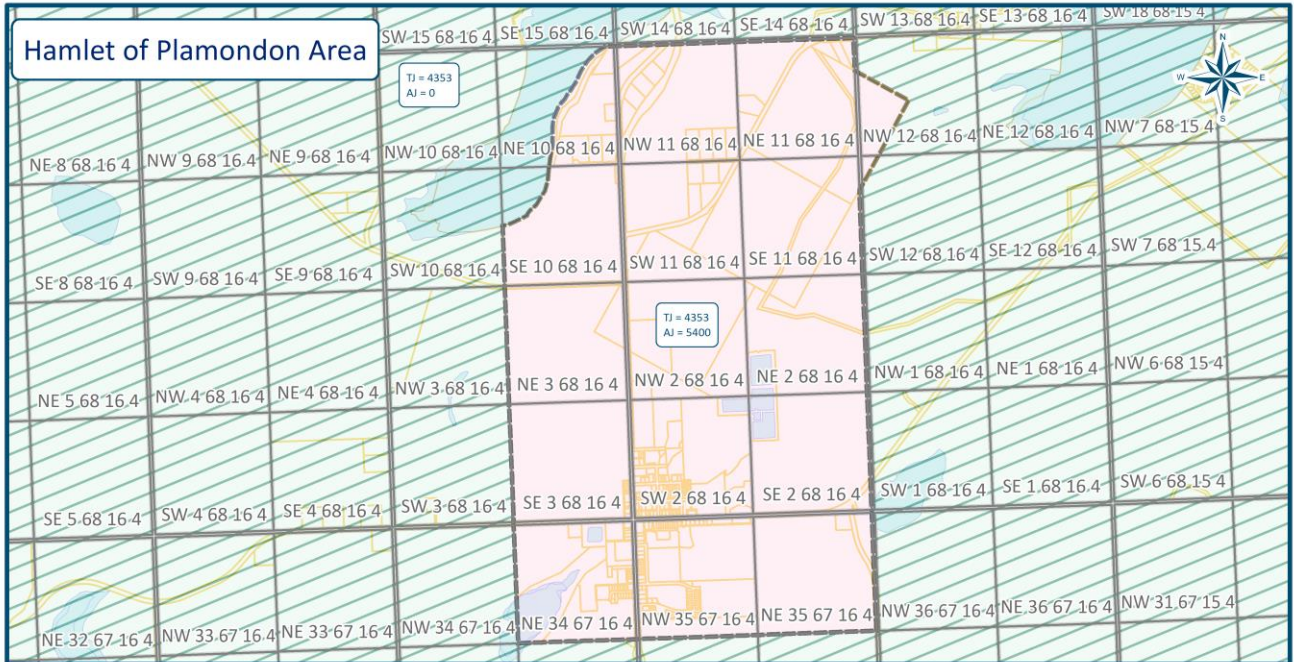 Hamlet of Plamondon Area
SW 15 68 16 4 SE 15 68 16 4 SW 14 68 16 4 SE 14 68 16 4 SW 13 68 16 4 SE 13 68 16 4 SW 18 68 15 4
N
W E
S
TJ = 4353
AJ = 0
NE 8 68 16 4 NW 9 68 16 4 NE 9 68 16 4 NW 10 68 16 4 NE 10 68 16 4 NW 11 68 16 4 NE 11 68 16 4 NW 12 68 16 4 NE 12 68 16 4 NW 7 68 15 4
SE 8 68 16 4 SW 9 68 16 4 SE 9 68 16 4 SW 10 68 16 4 SE 10 68 16 4 SW 11 68 16 4 SE 11 68 16 4 SW 12 68 16 4 SE 12 68 16 4 SW 7 68 15 4
TJ = 4353
AJ = 5400
NE 5 68 16 4 NW 4 68 16 4 NE 4 68 16 4 NW 3 68 16 4 NE 3 68 16 4 NW 2 68 16 4 NE 2 68 16 4 NW 1 68 16 4 NE 1 68 16 4 NW 6 68 15 4
SE 5 68 16 4 SW 4 68 16 4 SE 4 68 16 4 SW 3 68 16 4 SE 3 68 16 4 SW 2 68 16 4 SE 2 68 16 4 SW 1 68 16 4 SE 1 68 16 4 SW 6 68 15 4
NE 32 67 16 4 NW 33 67 16 4 NE 33 67 16 4 NW 34 67 16 4 NE 34 67 16 4 NW 35 67 16 4 NE 35 67 16 4 NW 36 67 16 4 NE 36 67 16 4 NW 31 67 15 4